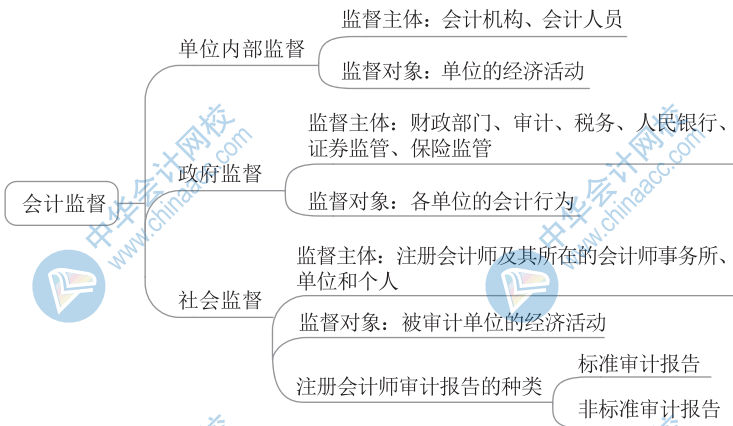 会计监督
单位内部监督
监督主体：会计机构、会计人员
监督对象：单位的经济活动
政府监督
监督主体：财政部门、审计、税务、人民银行、
证券监管、保险监管
监督对象：各单位的会计行为
社会监督
监督主体：注册会计师及其所在的会计师事务所、
单位和个人
监督对象：被审计单位的经济活动
注册会计师审计报告的种类
标准审计报告
非标准审计报告
中华会计网校
www.chinaacc.com
中华会计网校
www.chinaacc.com